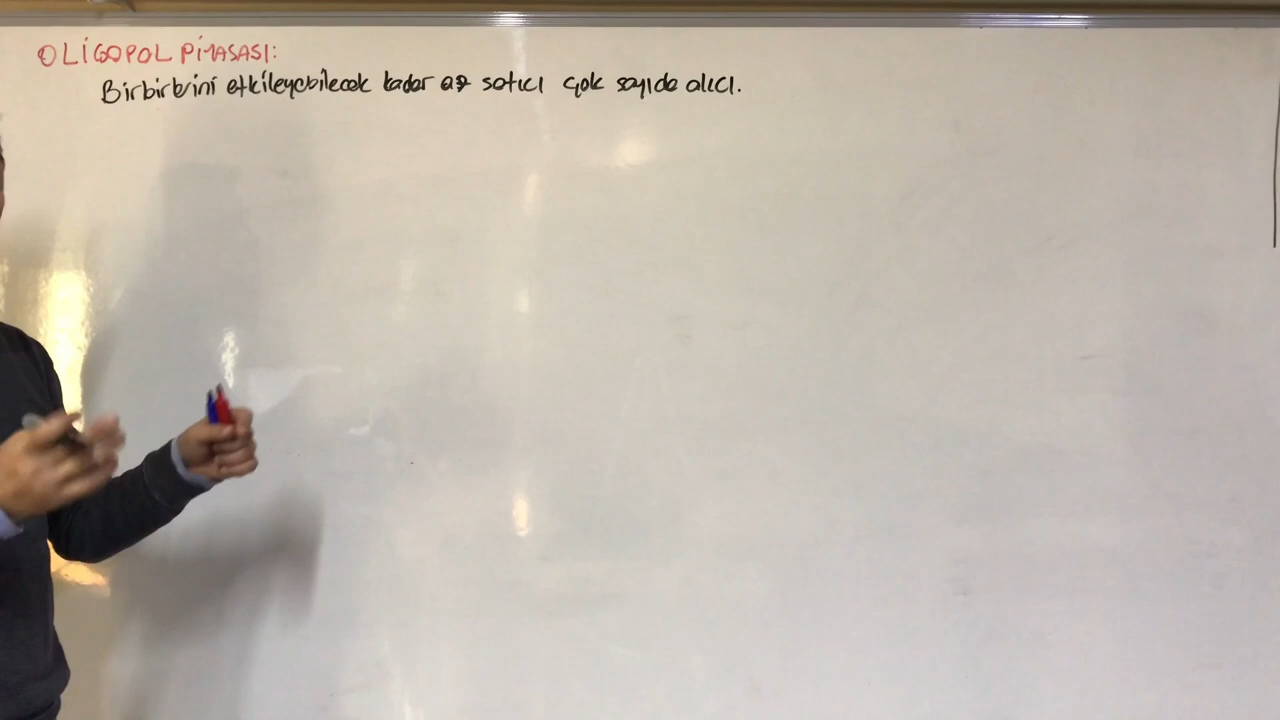 OLİGOPOL PİYASASI:
Birbirini etkileyebilecek kadar az satıcı çok sayıda alıcı.